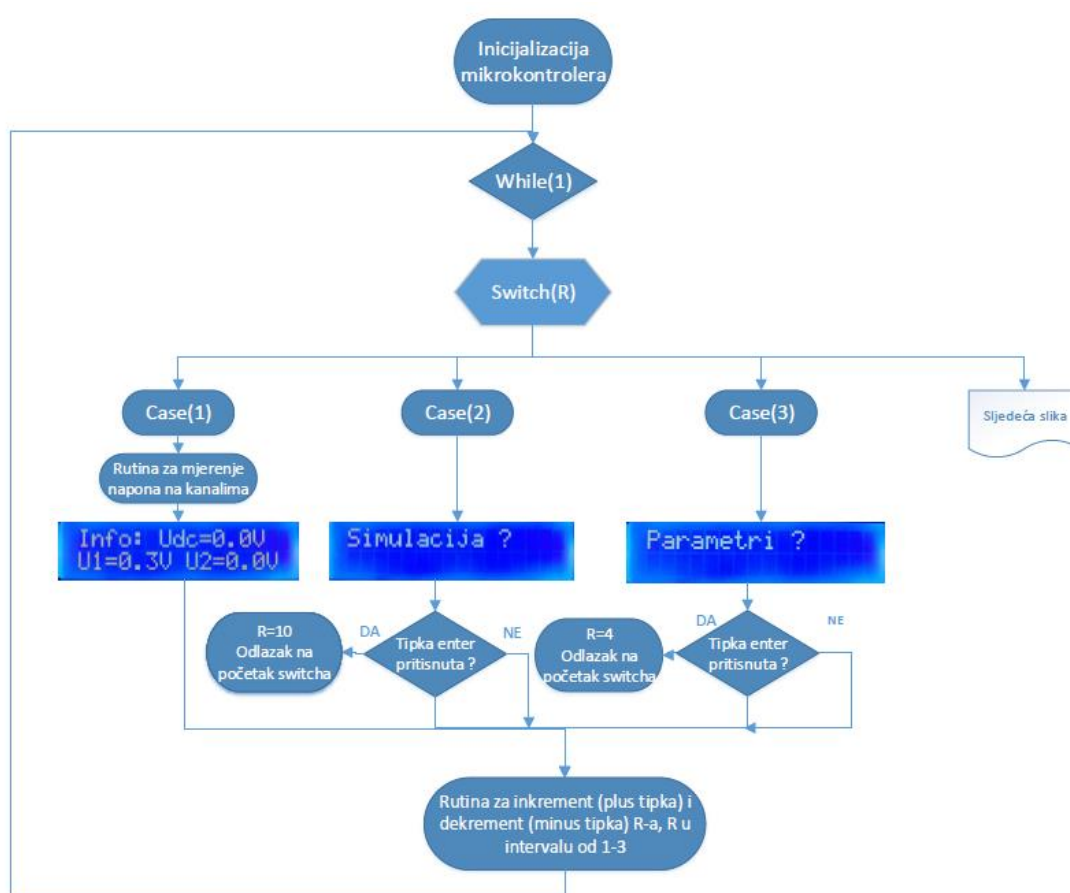 Inicijalizacija
mikrokontrolera
While(1)
Switch(R)
Case(1)
Case(2)
Case(3)
Sljedeća slika
Rutina za mjerenje
napona na kanalima
Info: Udc=0.0V
U1=0.3V U2=0.0V
Simulacija ?
Parametri ?
R=10
Odlazak na
početak switcha
DA
Tipka enter
pritisnuta ?
NE
R=4
Odlazak na
početak switcha
DA
Tipka enter
pritisnuta ?
NE
Rutina za inkrement (plus tipka) i
dekrement (minus tipka) R-a, R u
intervalu od 1-3